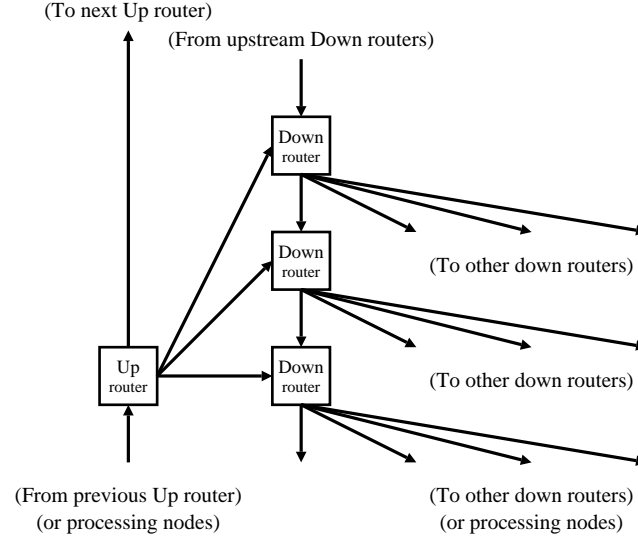 (To next Up router)
(From upstream Down routers)
Down
router
Down
router
(To other down routers)
Up
router
Down
router
(To other down routers)
(From previous Up router)
(or processing nodes)
(To other down routers)
(or processing nodes)